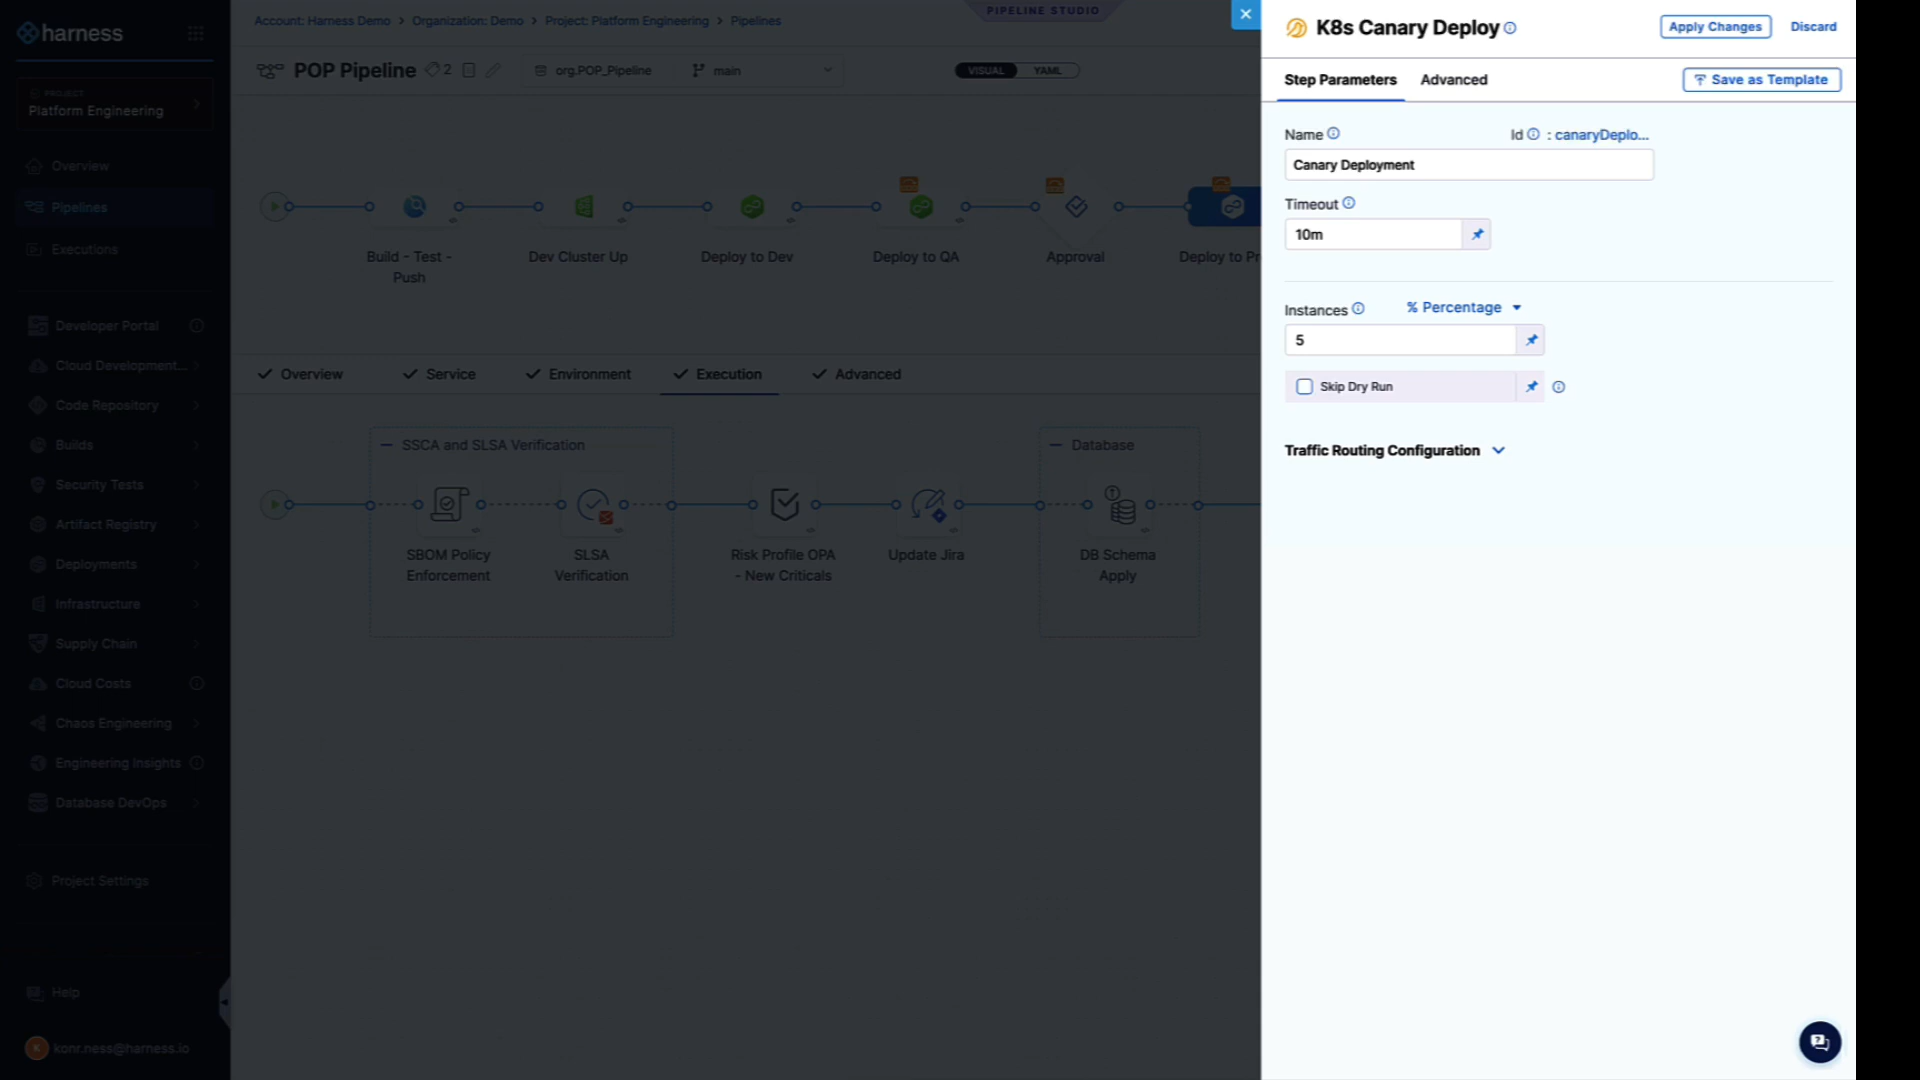 harness
PROJECT
Platform Engineering
Overview
Pipelines
Executions
Developer Portal
Cloud Development...
Code Repository
Builds
Security Tests
Artifact Registry
Deployments
Infrastructure
Supply Chain
Cloud Costs
Chaos Engineering
Engineering Insights
Database DevOps
Project Settings
Help
K konr.ness@harness.io
Account: Harness Demo > Organization: Demo > Project: Platform Engineering > Pipelines
PIPELINE STUDIO
POP Pipeline 2
org.POP_Pipeline
main
VISUAL YAML
Build - Test -
Push
Dev Cluster Up
Deploy to Dev
Deploy to QA
Approval
Deploy to Pr
Overview Service Environment Execution Advanced
SSCA and SLSA Verification
SBOM Policy
Enforcement
SLSA
Verification
Risk Profile OPA
- New Criticals
Update Jira
Database
DB Schema
Apply
K8s Canary Deploy
Apply Changes
Discard
Step Parameters Advanced
Save as Template
Name
Id : canaryDeplo...
Canary Deployment
Timeout
10m
Instances % Percentage
5
Skip Dry Run
Traffic Routing Configuration